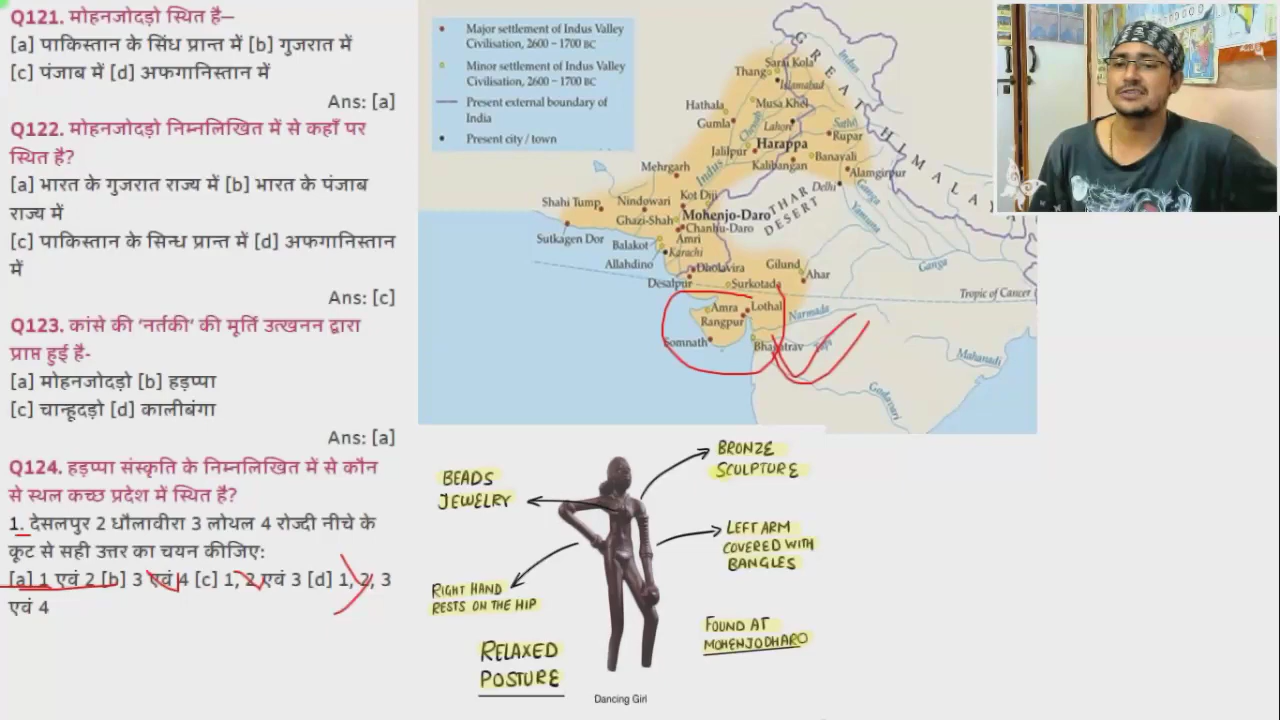 Q121. मोहनजोदड़ो स्थित है—
[a] पाकिस्तान के सिंध प्रान्त में [b] गुजरात में
[c] पंजाब में [d] अफगानिस्तान में
Ans: [a]
Q122. मोहनजोदड़ो निम्नलिखित में से कहाँ पर
स्थित है?
[a] भारत के गुजरात राज्य में [b] भारत के पंजाब
राज्य में
[c] पाकिस्तान के सिन्ध प्रान्त में [d] अफगानिस्तान
में
Ans: [c]
Q123. कांसे की ‘नर्तकी’ की मूर्ति उत्खनन द्वारा
प्राप्त हुई है-
[a] मोहनजोदड़ो [b] हड़प्पा
[c] चान्हूदड़ो [d] कालीबंगा
Ans: [a]
Q124. हड़प्पा संस्कृति के निम्नलिखित में से कौन
से स्थल कच्छ प्रदेश में स्थित है?
1. देसलपुर 2 धौलावीरा 3 लोथल 4 रोज्दी नीचे के
कूट से सही उत्तर का चयन कीजिए:
[a] 1 एवं 2 [b] 3 एवं 4 [c] 1, 2 एवं 3 [d] 1, 2, 3
एवं 4
Major settlement of Indus Valley
Civilisation, 2600 – 1700 BC
Minor settlement of Indus Valley
Civilisation, 2600 – 1700 BC
Present external boundary of
India
Present city / town
GREAT
HIMALAYA
Indus
Sarai Kola
Thang
Islamabad
Hathala
Musa Khel
Gumla
Chenab
Lahore
Satluj
Rupar
Jalilpur
Harappa
Kalibangan
Banayali
Mehrgarh
Indus
Alamgirpur
Delhi
Ganga
Yamuna
THAR
DESERT
Kot Diji
Shahi Tump
Nindowari
Mohenjo-Daro
Ghazi-Shah
Chanhu-Daro
Sutkagen Dor
Amri
Balakot
Karachi
Allahdino
Dholavira
Gilund
Ahar
Ganga
Desalpur
Surkotada
Tropic of Cancer
Amra
Lothal
Narmada
Rangpur
Somnath
Bhagatrav
Tapi
Mahanadi
Godavari
BEADS
JEWELRY
BRONZE
SCULPTURE
LEFT ARM
COVERED WITH
BANGLES
RIGHT HAND
RESTS ON THE HIP
FOUND AT
MOHENJODHARO
RELAXED
POSTURE
Dancing Girl